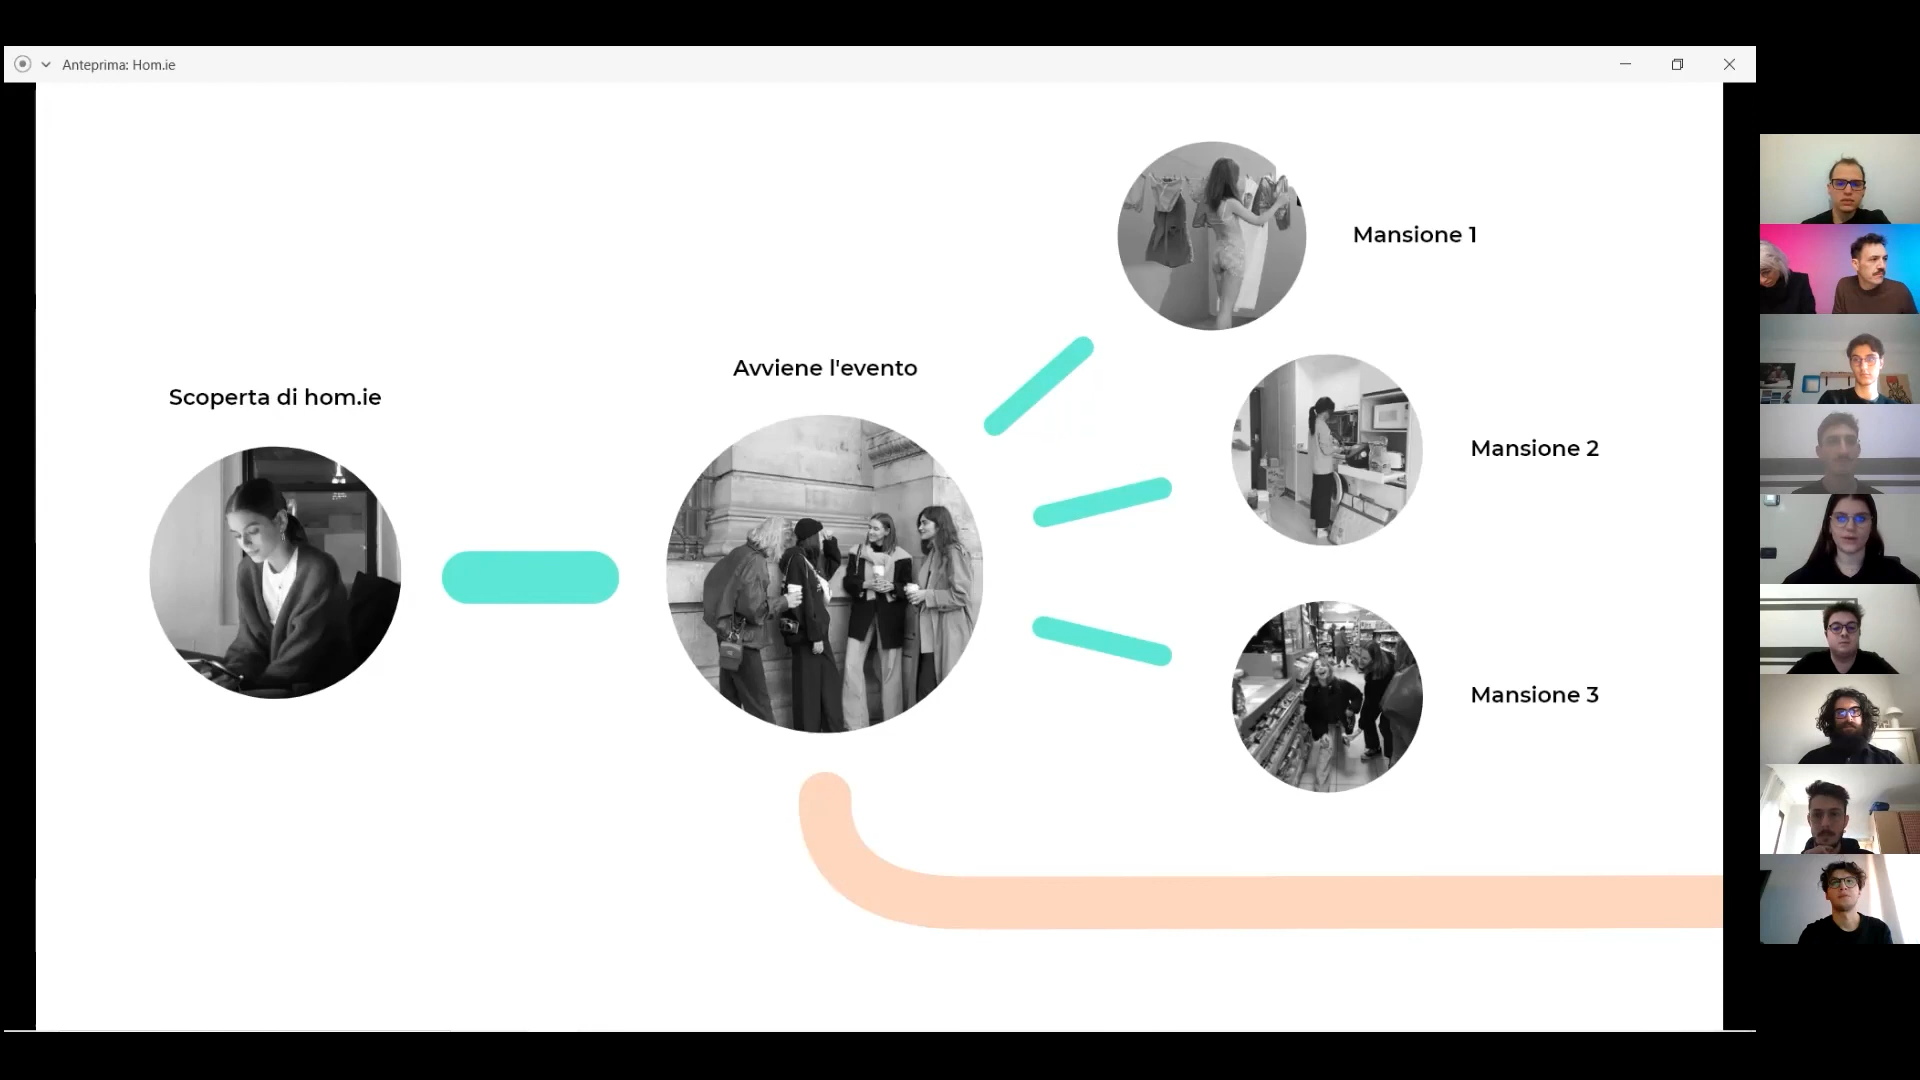 Anteprima: Hom.ie
Scoperta di hom.ie
Avviene l'evento
Mansione 1
Mansione 2
Mansione 3